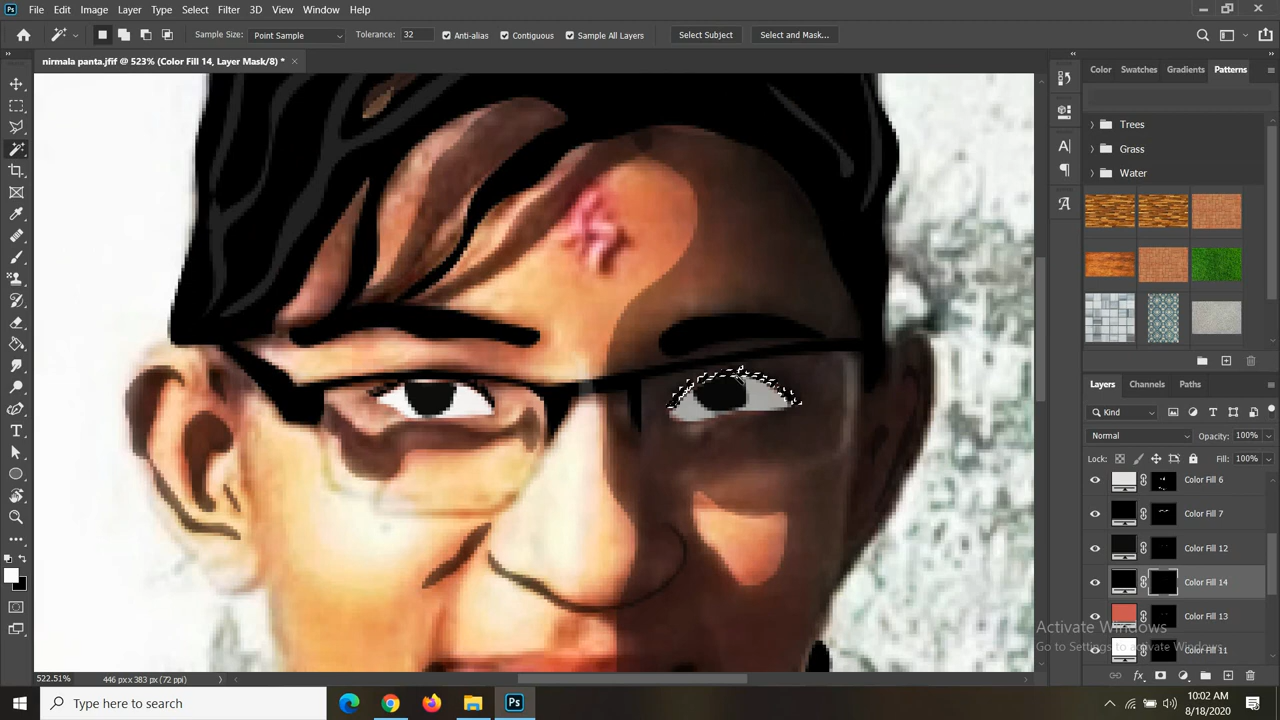 Ps File Edit Image Layer Type Select Filter 3D View Window Help
Sample Size: Point Sample Tolerance: 32 Anti-alias Contiguous Sample All Layers Select Subject Select and Mask...
nirmala panta.jfif @ 523% (Color Fill 14, Layer Mask/8) *
Color Swatches Gradients Patterns
Trees
Grass
Water
Layers Channels Paths
Kind
Normal Opacity: 100%
Lock: Fill: 100%
Color Fill 6
Color Fill 7
Color Fill 12
Color Fill 14
Color Fill 13
Color Fill 11
Activate Windows
Go to Settings to activate Windows.
522.51% 446 px x 383 px (72 ppi)
Type here to search
Ps
10:02 AM
8/18/2020